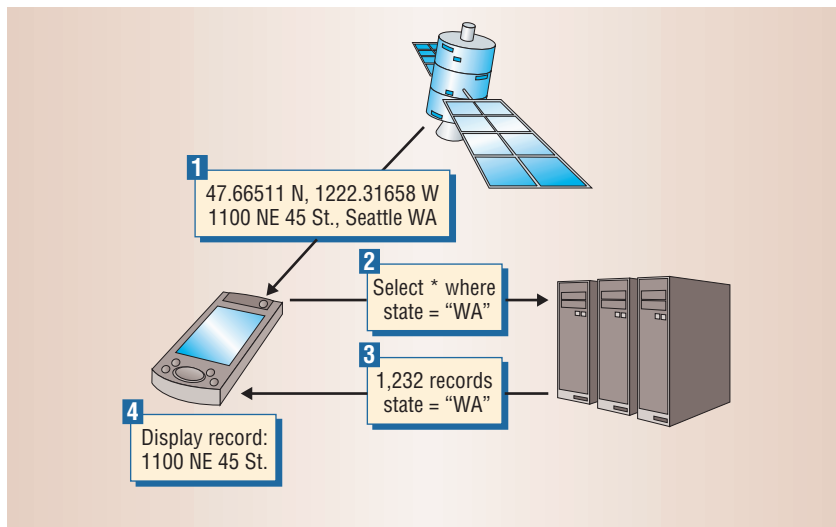 1
47.66511 N, 1222.31658 W
1100 NE 45 St., Seattle WA
2
Select * where
state = “WA”
3
1,232 records
state = “WA”
4
Display record:
1100 NE 45 St.